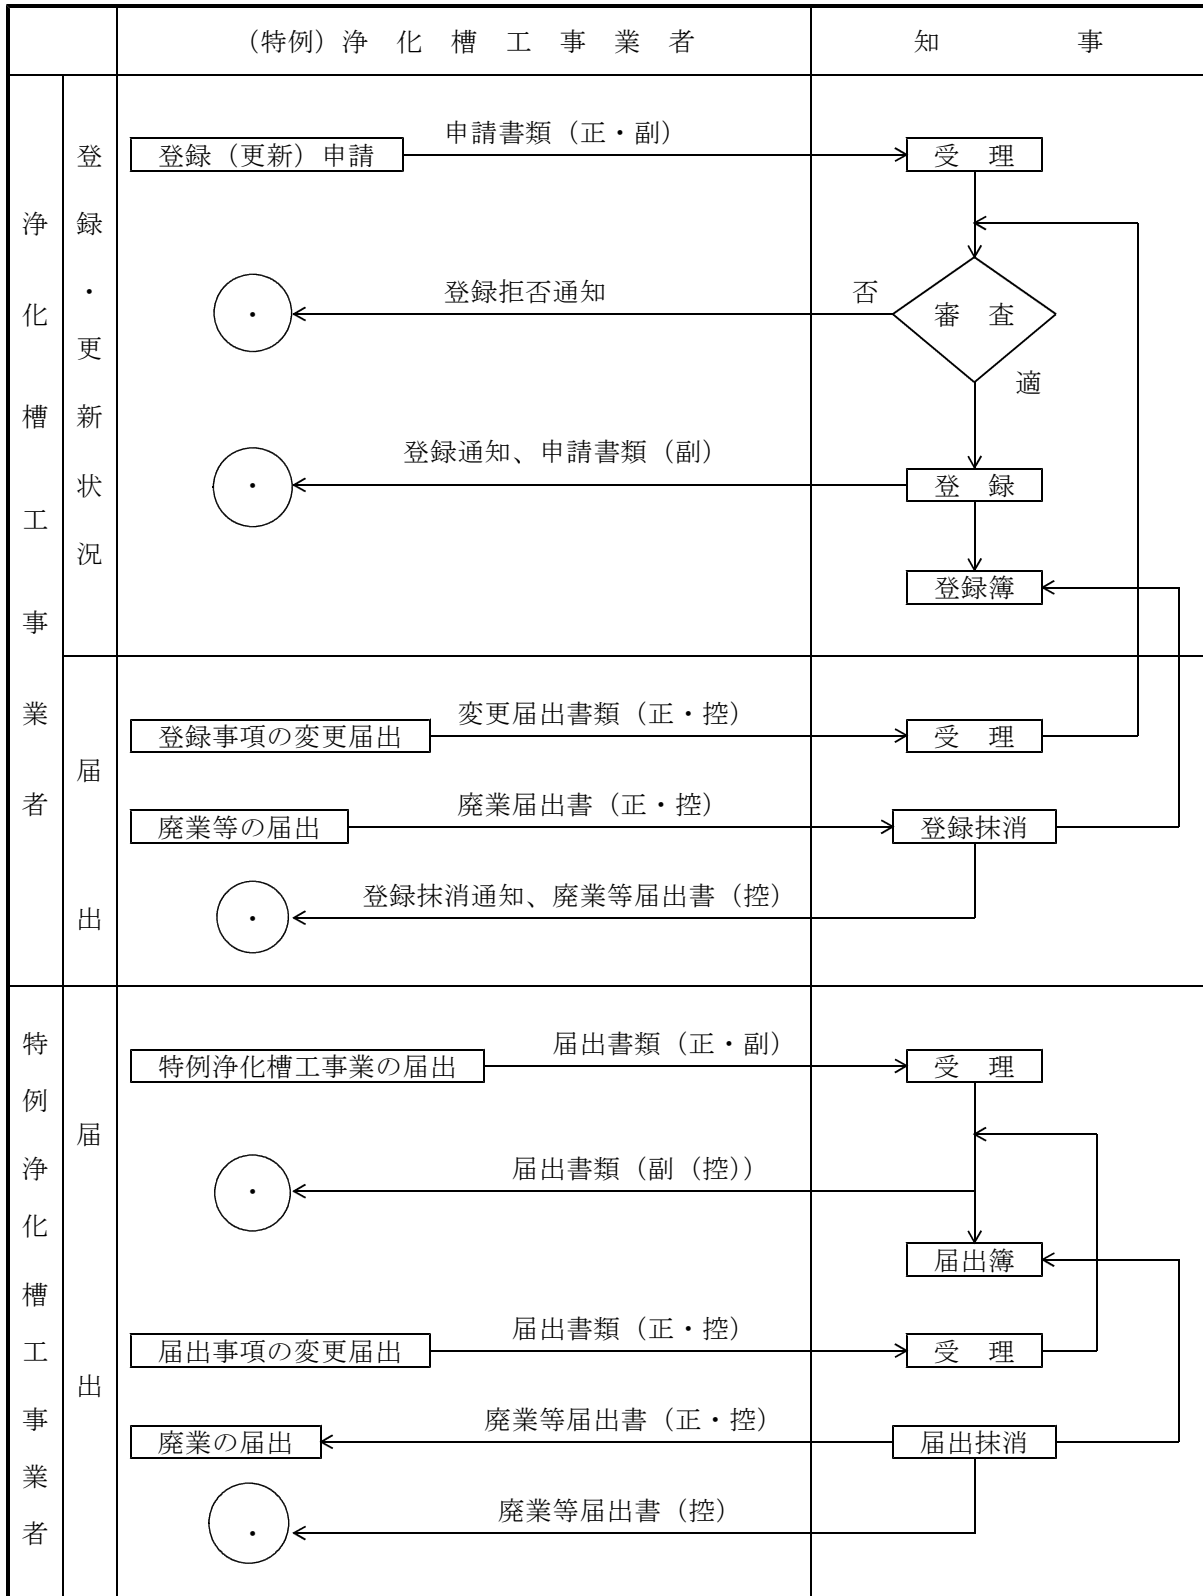 (特例)浄化槽工事業者
知事
浄化槽工事業者
登録・更新状況
申請書類(正・副)
登録(更新)申請
受理
登録拒否通知
否
審査
適
登録通知、申請書類(副)
登録
登録簿
届出
変更届出書類(正・控)
登録事項の変更届出
受理
廃業届出書(正・控)
廃業等の届出
登録抹消
登録抹消通知、廃業等届出書(控)
特例浄化槽工事業者
届出
届出書類(正・副)
特例浄化槽工事業の届出
受理
届出書類(副(控))
届出簿
届出書類(正・控)
届出事項の変更届出
受理
廃業等届出書(正・控)
廃業の届出
届出抹消
廃業等届出書(控)